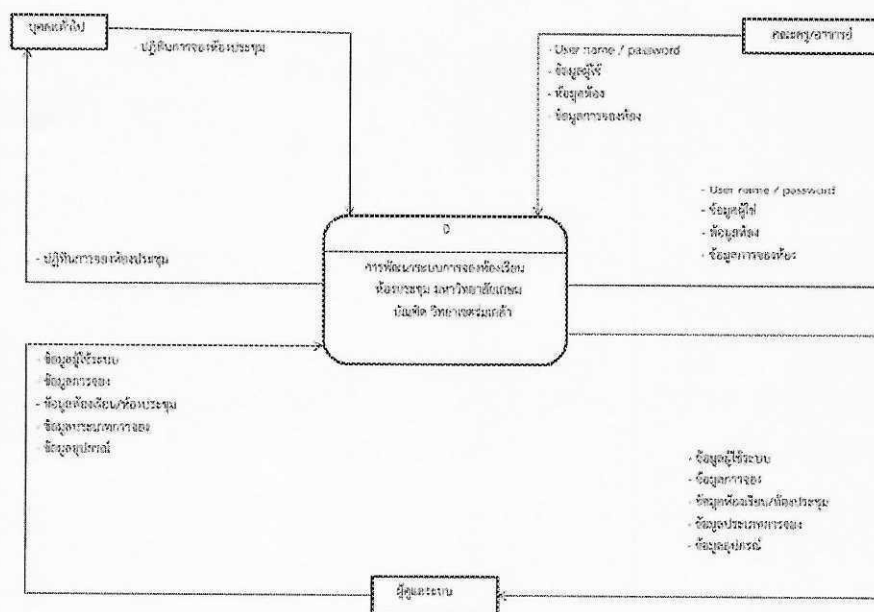 บุคคลทั่วไป
- ปฏิทินการจองห้องประชุม
คณะครู/อาจารย์
- User name / password
- ข้อมูลผู้ใช้
- ข้อมูลห้อง
- ข้อมูลการจองห้อง
- User name / password
- ข้อมูลผู้ใช้
- ข้อมูลห้อง
- ข้อมูลการจองห้อง
0
การพัฒนาระบบการจองห้องเรียน
ห้องประชุม มหาวิทยาลัยเกษม
บัณฑิต วิทยาเขตร่มเกล้า
- ปฏิทินการจองห้องประชุม
- ข้อมูลผู้ใช้ระบบ
- ข้อมูลการจอง
- ข้อมูลห้องเรียน/ห้องประชุม
- ข้อมูลประเภทการจอง
- ข้อมูลอุปกรณ์
- ข้อมูลผู้ใช้ระบบ
- ข้อมูลการจอง
- ข้อมูลห้องเรียน/ห้องประชุม
- ข้อมูลประเภทการจอง
- ข้อมูลอุปกรณ์
ผู้ดูแลระบบ